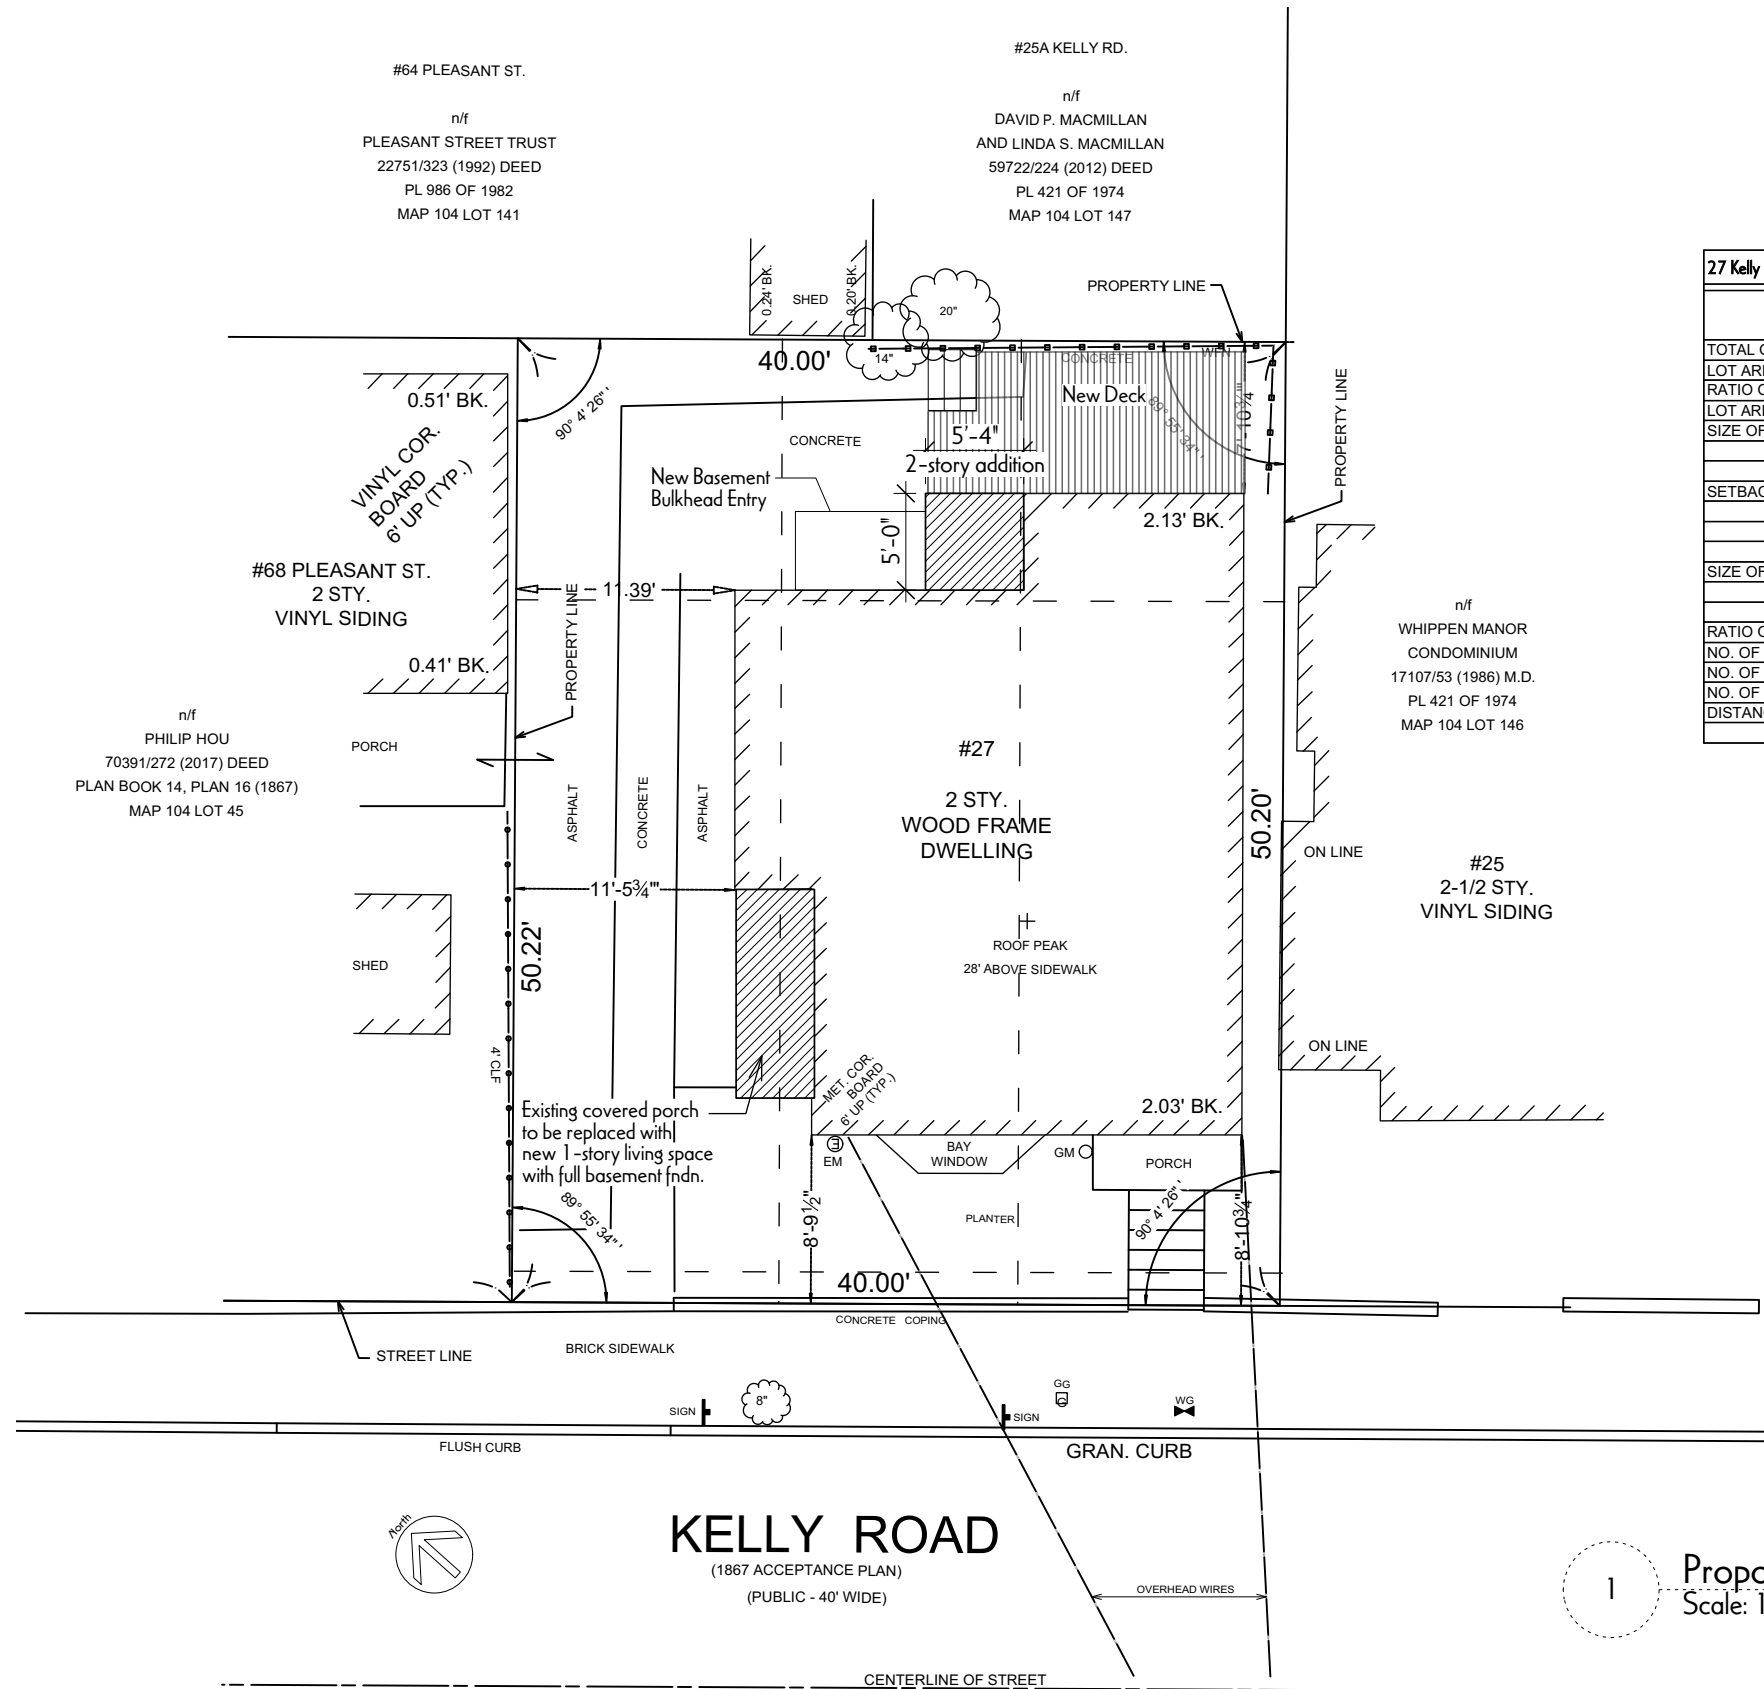 #64 PLEASANT ST.
n/f
PLEASANT STREET TRUST
22751/323 (1992) DEED
PL 986 OF 1982
MAP 104 LOT 141
#25A KELLY RD.
n/f
DAVID P. MACMILLAN
AND LINDA S. MACMILLAN
59722/224 (2012) DEED
PL 421 OF 1974
MAP 104 LOT 147
0.24' BK.
SHED
0.20' BK.
20"
14"
PROPERTY LINE
40.00'
CONCRETE
WFN
New Deck
89° 55' 34" '
7'-10¾"
PROPERTY LINE
27 Kelly
TOTAL
LOT
RATIO
LOT
SIZE
SIZE
RATIO
NO. OF
NO. OF
NO. OF
0.51' BK.
90° 4' 26" '
VINYL COR.
BOARD
6' UP (TYP.)
CONCRETE
5'-4"
2-story addition
New Basement
Bulkhead Entry
5'-0"
2.13' BK.
#68 PLEASANT ST.
2 STY.
VINYL SIDING
11.39'
PROPERTY LINE
0.41' BK.
n/f
WHIPPEN MANOR
CONDOMINIUM
17107/53 (1986) M.D.
PL 421 OF 1974
MAP 104 LOT 146
n/f
PHILIP HOU
70391/272 (2017) DEED
PLAN BOOK 14, PLAN 16 (1867)
MAP 104 LOT 45
PORCH
ASPHALT
CONCRETE
ASPHALT
#27
2 STY.
WOOD FRAME
DWELLING
50.20'
ON LINE
#25
2-1/2 STY.
VINYL SIDING
11'-5¾"
50.22'
SHED
ROOF PEAK
28' ABOVE SIDEWALK
4' CLF
ON LINE
MET. COR.
BOARD
6' UP (TYP.)
Existing covered porch
to be replaced with
new 1-story living space
with full basement fndn.
2.03' BK.
E
EM
BAY
WINDOW
GM
PORCH
89° 55' 34" '
8'-9½"
PLANTER
90° 4' 26" '
8'-10¾"
40.00'
CONCRETE COPING
STREET LINE
BRICK SIDEWALK
SIGN
8"
SIGN
GG
G
WG
FLUSH CURB
GRAN. CURB
North
KELLY ROAD
(1867 ACCEPTANCE PLAN)
(PUBLIC - 40' WIDE)
OVERHEAD WIRES
1
Scale: 1
CENTERLINE OF STREET